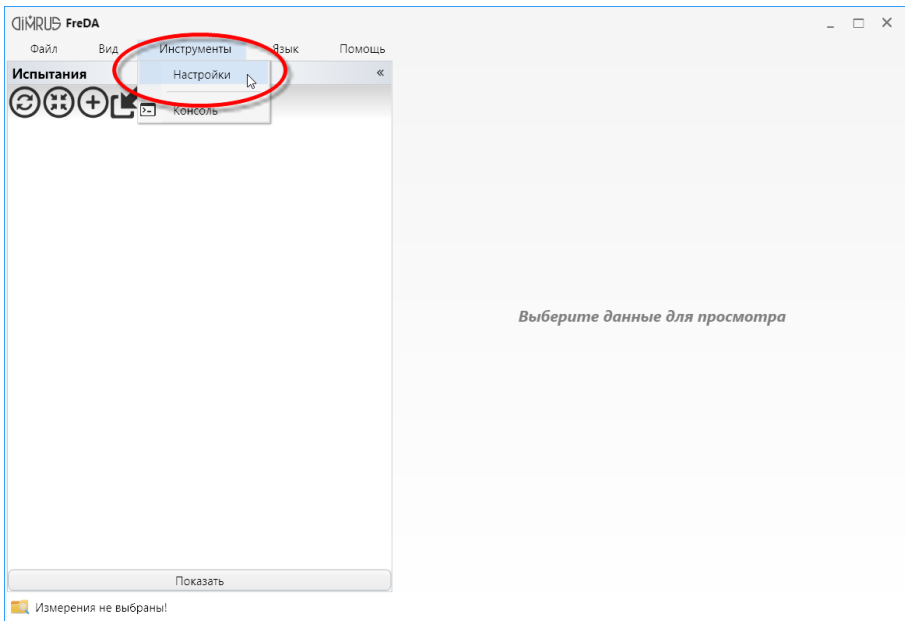 DIMRUS FreDA
Файл Вид Инструменты Язык Помощь
Испытания
Настройки
Консоль
Выберите данные для просмотра
Показать
Измерения не выбраны!